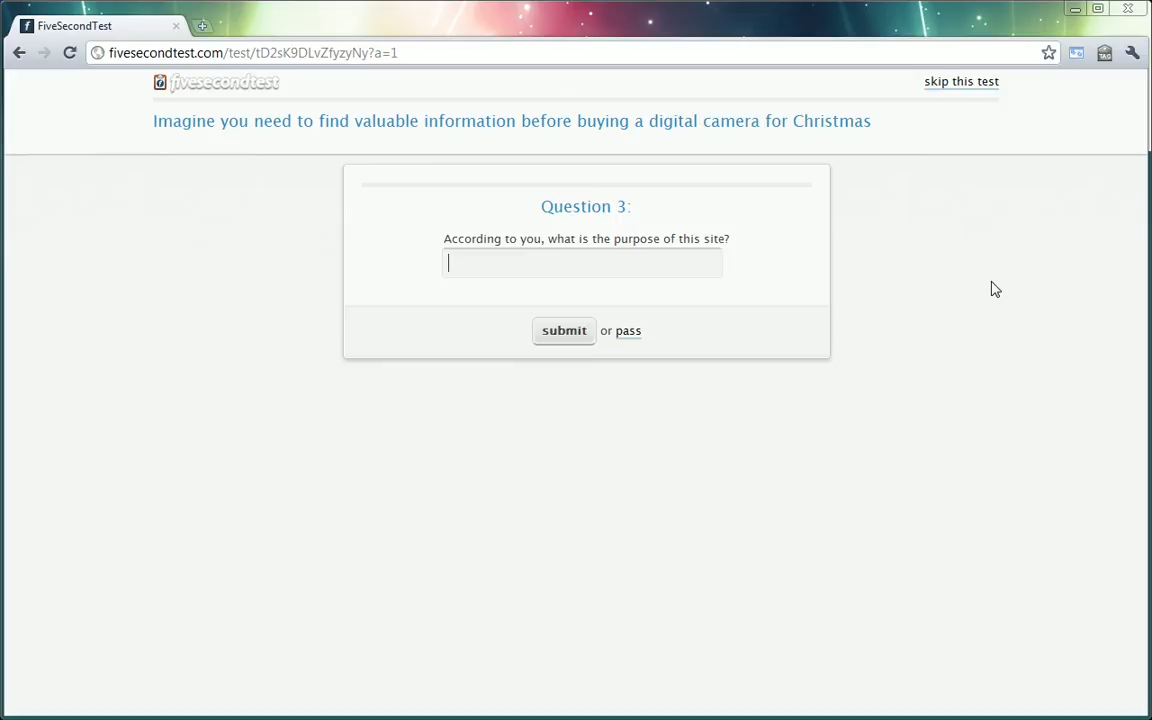 FiveSecondTest
fivesecondtest.com/test/tD2sK9DLvZfyzyNy?a=1
fivesecondtest
skip this test
Imagine you need to find valuable information before buying a digital camera for Christmas
Question 3:
According to you, what is the purpose of this site?
submit or pass
TAG